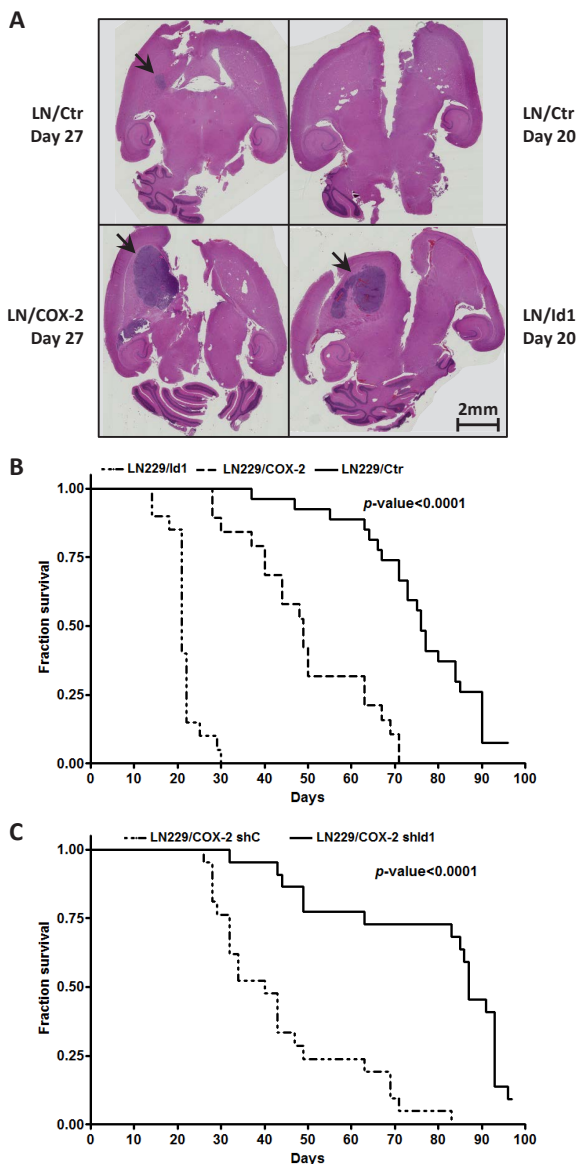 A
LN/Ctr
Day 27
LN/Ctr
Day 20
LN/COX-2
Day 27
LN/Id1
Day 20
2mm
B
LN229/Id1 LN229/COX-2 LN229/Ctr
p-value<0.0001
Fraction survival
1.00
0.75
0.50
0.25
0.00
0 10 20 30 40 50 60 70 80 90 100
Days
C
LN229/COX-2 shC LN229/COX-2 shId1
p-value<0.0001
Fraction survival
1.00
0.75
0.50
0.25
0.00
0 10 20 30 40 50 60 70 80 90 100
Days